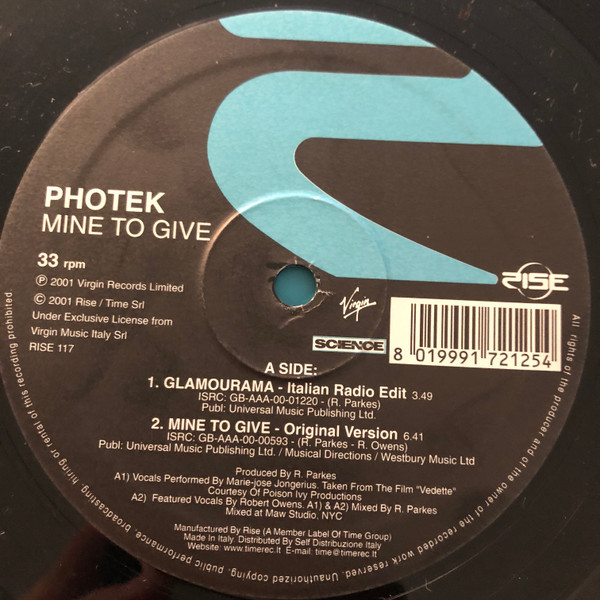 PHOTEK
MINE TO GIVE
33 rpm
℗ 2001 Virgin Records Limited
© 2001 Rise / Time Srl
Under Exclusive License from
Virgin Music Italy Srl
RISE 117
Virgin
RISE
SCIENCE
8 019991 721254
A SIDE:
1. GLAMOURAMA - Italian Radio Edit 3.49
ISRC: GB-AAA-00-01220 - (R. Parkes)
Publ: Universal Music Publishing Ltd.
2. MINE TO GIVE - Original Version 6.41
ISRC: GB-AAA-00-00593 - (R. Parkes - R. Owens)
Publ: Universal Music Publishing Ltd. / Musical Directions / Westbury Music Ltd
Produced By R. Parkes
A1) Vocals Performed By Marie-jose Jongerius. Taken From The Film "Vedette"
Courtesy Of Poison Ivy Productions
A2) Featured Vocals By Robert Owens. A1) & A2) Mixed By R. Parkes
Mixed at Maw Studio, NYC
Manufactured By Rise (A Member Label Of Time Group)
Made In Italy. Distributed By Self Distribuzione Italy
Website: www.timerec.it E-mail: time@timerec.it
All rights of the producer and of the owner of the recorded work reserved. Unauthorized copying, public performance, broadcasting, hiring or rental of this recording prohibited